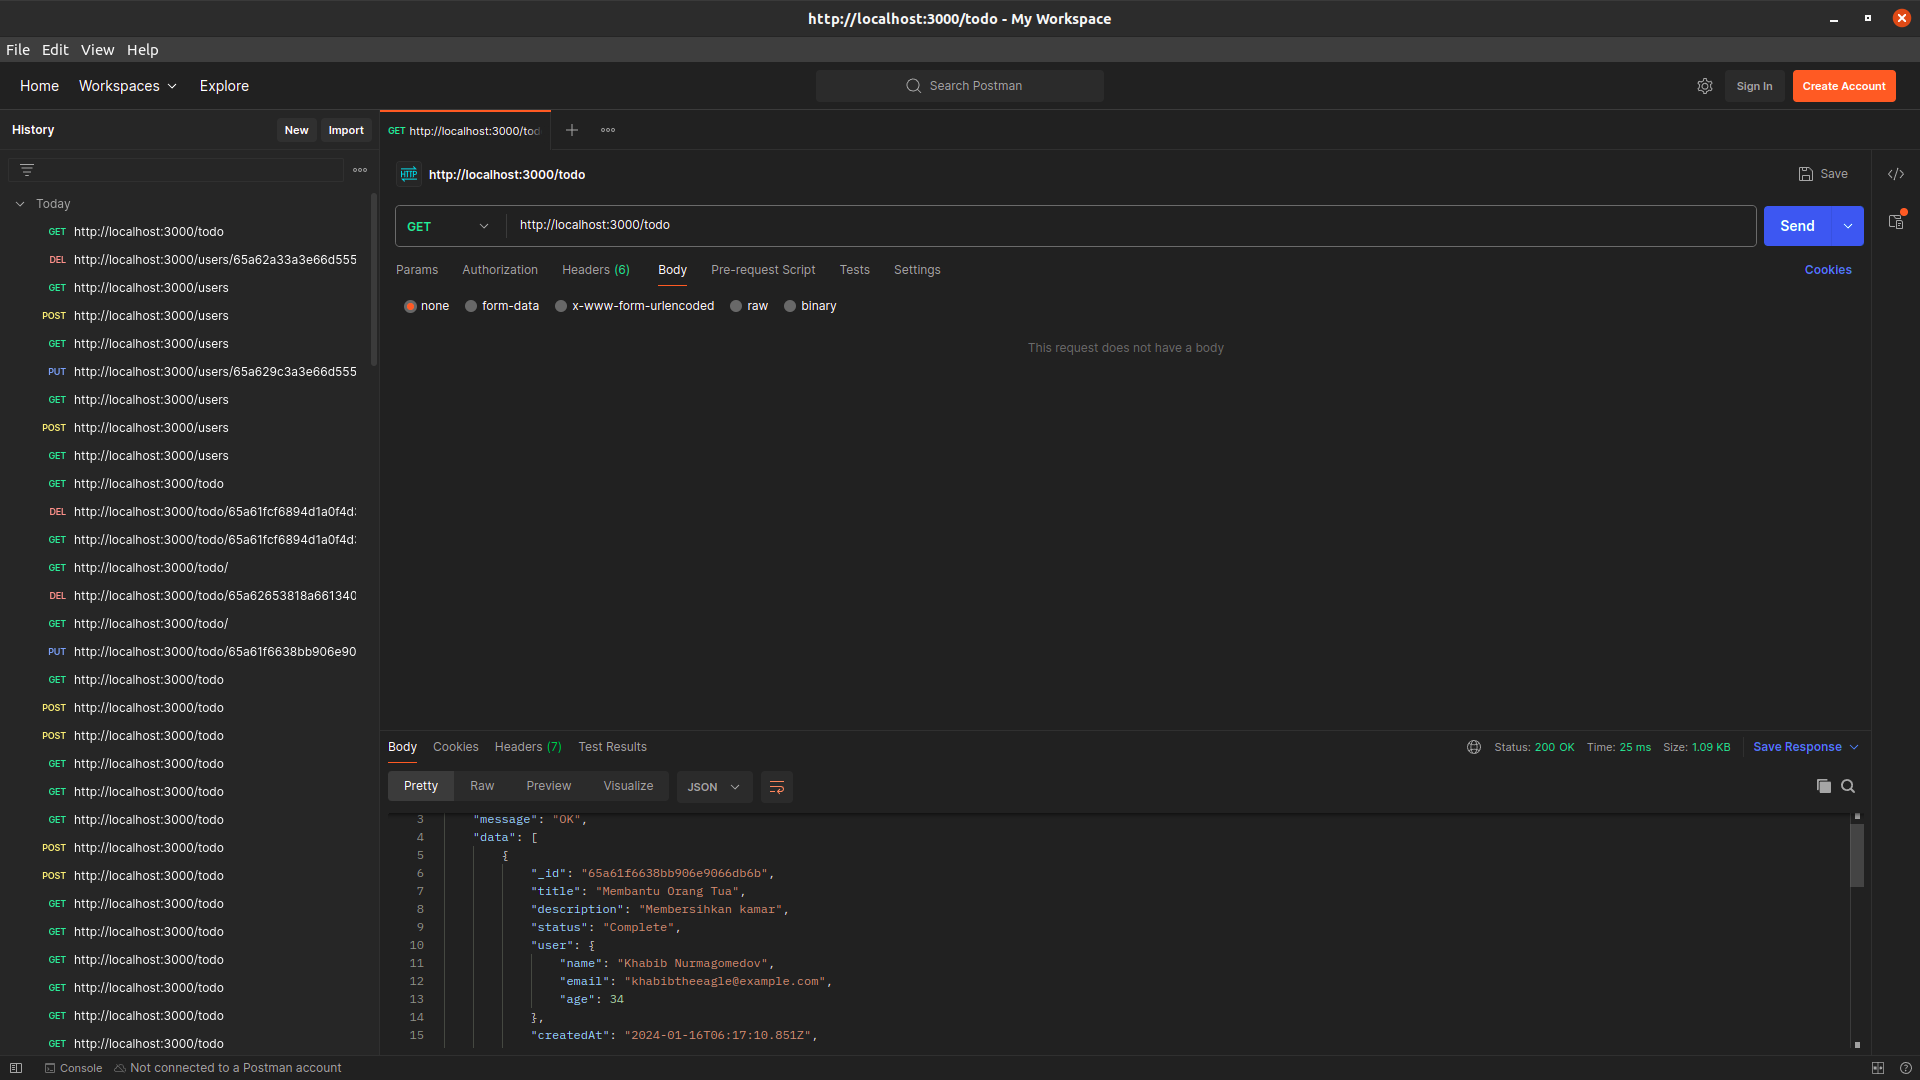 http://localhost:3000/todo - My Workspace
File Edit View Help
Home Workspaces Explore
Search Postman
Sign In
Create Account
History
New
Import
GET http://localhost:3000/tod
Today
GET http://localhost:3000/todo
DEL http://localhost:3000/users/65a62a33a3e66d555
GET http://localhost:3000/users
POST http://localhost:3000/users
GET http://localhost:3000/users
PUT http://localhost:3000/users/65a629c3a3e66d555
GET http://localhost:3000/users
POST http://localhost:3000/users
GET http://localhost:3000/users
GET http://localhost:3000/todo
DEL http://localhost:3000/todo/65a61fcf6894d1a0f4d
GET http://localhost:3000/todo/65a61fcf6894d1a0f4d
GET http://localhost:3000/todo/
DEL http://localhost:3000/todo/65a62653818a661340
GET http://localhost:3000/todo/
PUT http://localhost:3000/todo/65a61f6638bb906e90
GET http://localhost:3000/todo
POST http://localhost:3000/todo
POST http://localhost:3000/todo
GET http://localhost:3000/todo
GET http://localhost:3000/todo
GET http://localhost:3000/todo
POST http://localhost:3000/todo
POST http://localhost:3000/todo
GET http://localhost:3000/todo
GET http://localhost:3000/todo
GET http://localhost:3000/todo
GET http://localhost:3000/todo
GET http://localhost:3000/todo
GET http://localhost:3000/todo
HTTP http://localhost:3000/todo
Save
GET http://localhost:3000/todo
Send
Params Authorization Headers (6) Body Pre-request Script Tests Settings
Cookies
none form-data x-www-form-urlencoded raw binary
This request does not have a body
Body Cookies Headers (7) Test Results
Status: 200 OK Time: 25 ms Size: 1.09 KB
Save Response
Pretty Raw Preview Visualize JSON
3 "message": "OK",
4 "data": [
5 {
6 "_id": "65a61f6638bb906e9066db6b",
7 "title": "Membantu Orang Tua",
8 "description": "Membersihkan kamar",
9 "status": "Complete",
10 "user": {
11 "name": "Khabib Nurmagomedov",
12 "email": "khabibtheeagle@example.com",
13 "age": 34
14 },
15 "createdAt": "2024-01-16T06:17:10.851Z",
Console Not connected to a Postman account